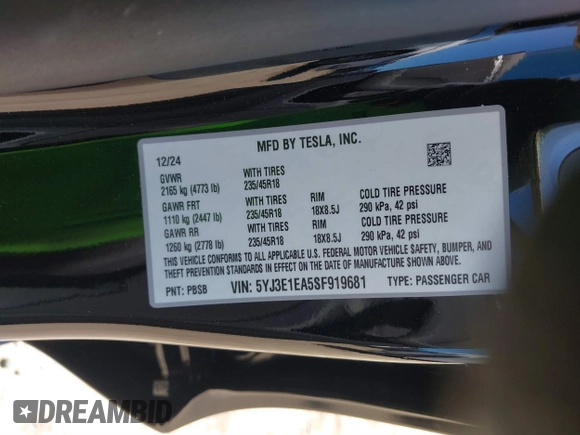 MFD BY TESLA, INC.
12/24
GVWR WITH TIRES
2165 kg (4773 lb) 235/45R18
GAWR FRT WITH TIRES RIM COLD TIRE PRESSURE
1110 kg (2447 lb) 235/45R18 18X8.5J 290 kPa, 42 psi
GAWR RR WITH TIRES RIM COLD TIRE PRESSURE
1260 kg (2778 lb) 235/45R18 18X8.5J 290 kPa, 42 psi
THIS VEHICLE CONFORMS TO ALL APPLICABLE U.S. FEDERAL MOTOR VEHICLE SAFETY, BUMPER, AND
THEFT PREVENTION STANDARDS IN EFFECT ON THE DATE OF MANUFACTURE SHOWN ABOVE.
PNT: PBSB VIN: 5YJ3E1EA5SF919681 TYPE: PASSENGER CAR
DREAMBID